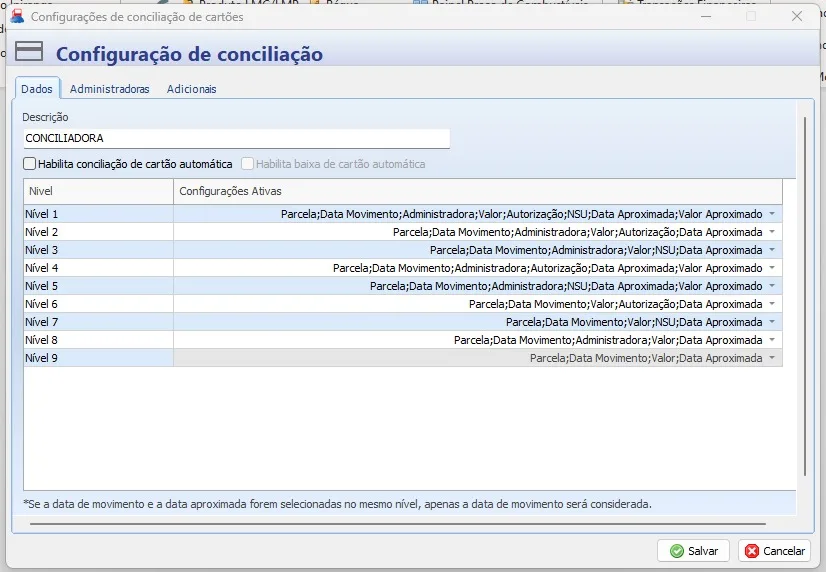 Configurações de conciliação de cartões
Configuração de conciliação
Dados Administradoras Adicionais
Descrição
CONCILIADORA
Habilita conciliação de cartão automática Habilita baixa de cartão automática
Nivel Configurações Ativas
Nível 1 Parcela;Data Movimento;Administradora;Valor;Autorização;NSU;Data Aproximada;Valor Aproximado
Nível 2 Parcela;Data Movimento;Administradora;Valor;Autorização;Data Aproximada
Nível 3 Parcela;Data Movimento;Administradora;Valor;NSU;Data Aproximada
Nível 4 Parcela;Data Movimento;Administradora;Autorização;Data Aproximada;Valor Aproximado
Nível 5 Parcela;Data Movimento;Administradora;NSU;Data Aproximada;Valor Aproximado
Nível 6 Parcela;Data Movimento;Valor;Autorização;Data Aproximada
Nível 7 Parcela;Data Movimento;Valor;NSU;Data Aproximada
Nível 8 Parcela;Data Movimento;Administradora;Valor;Data Aproximada
Nível 9 Parcela;Data Movimento;Valor;Data Aproximada
*Se a data de movimento e a data aproximada forem selecionadas no mesmo nível, apenas a data de movimento será considerada.
Salvar Cancelar